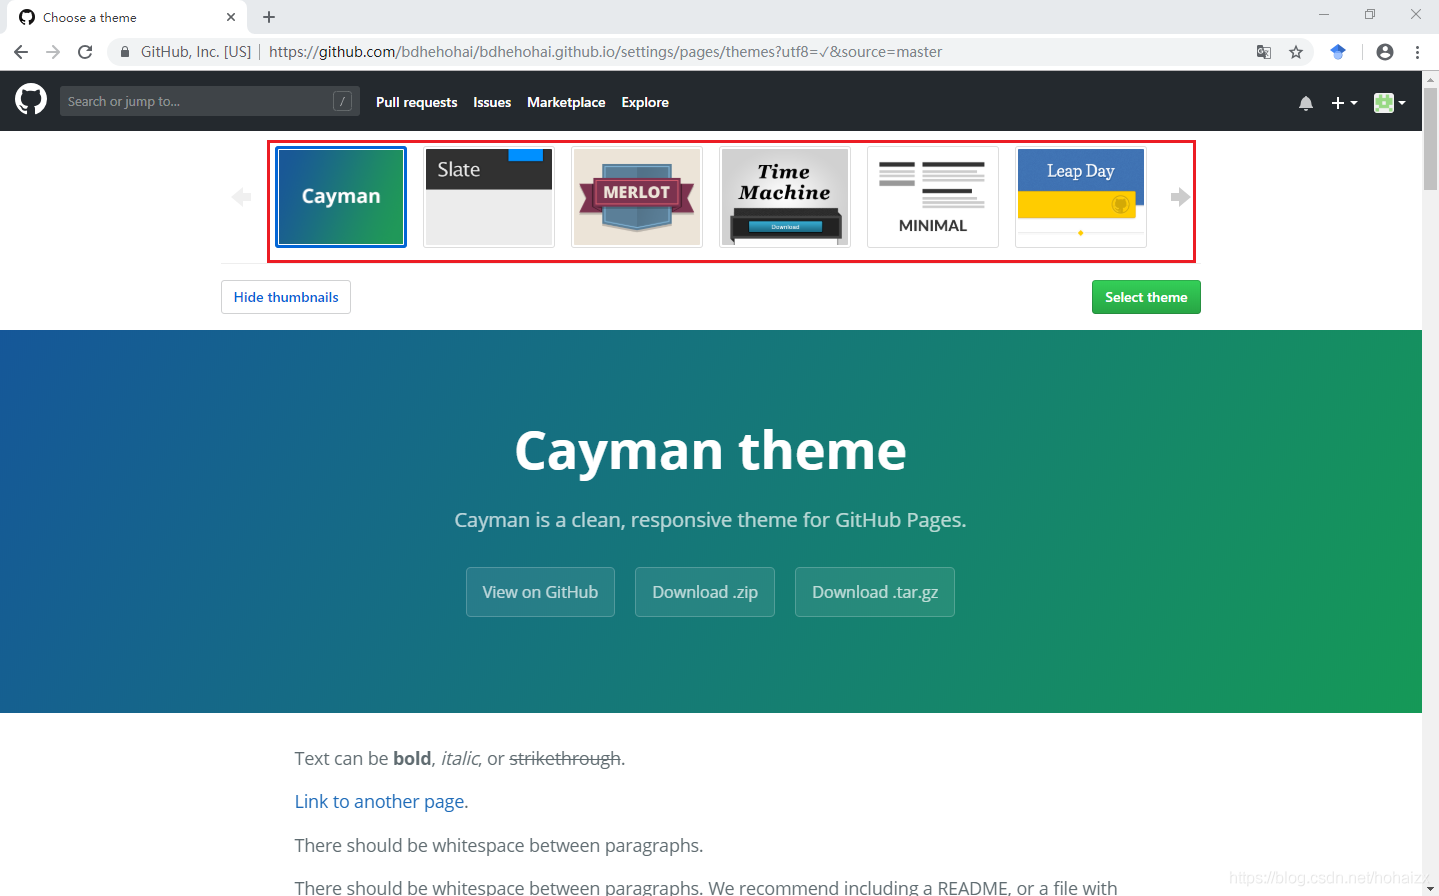 Choose a theme
GitHub, Inc. [US] | https://github.com/bdhehohai/bdhehohai.github.io/settings/pages/themes?utf8=✓&source=master
Search or jump to... /
Pull requests Issues Marketplace Explore
Cayman
Slate
MERLOT
Time
Machine
Download
MINIMAL
Leap Day
Hide thumbnails
Select theme
Cayman theme
Cayman is a clean, responsive theme for GitHub Pages.
View on GitHub
Download .zip
Download .tar.gz
Text can be bold, italic, or strikethrough.
Link to another page.
There should be whitespace between paragraphs.
There should be whitespace between paragraphs. We recommend including a README, or a file with
https://blog.csdn.net/hohaizx